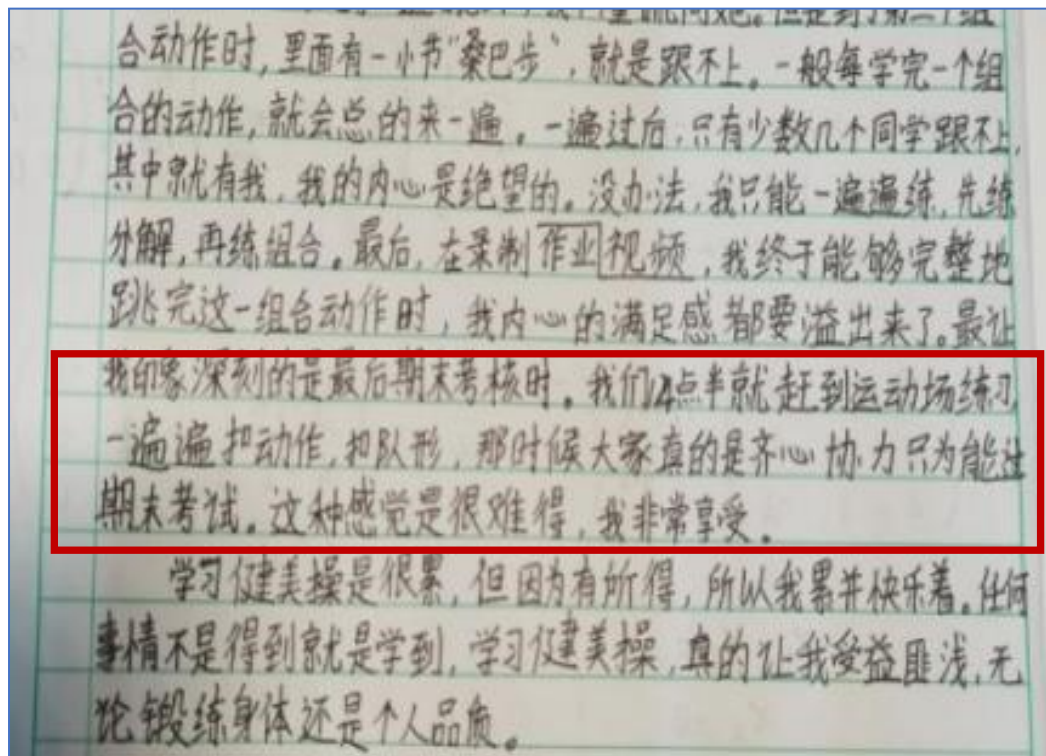 但是到了第二个组
合动作时,里面有一小节“桑巴步”,就是跟不上。一般每学完一个组
合的动作,就会总的来一遍。一遍过后,只有少数几个同学跟不上,
其中就有我,我的内心是绝望的。没办法,我只能一遍遍练,先练
分解,再练组合。最后,在录制作业视频,我终于能够完整地
跳完这一组合动作时,我内心的满足感都要溢出来了。最让
我印象深刻的是最后期末考核时。我们14点半就赶到运动场练习
一遍遍扣动作,扣队形,那时候大家真的是齐心协力只为能过
期末考试。这种感觉是很难得,我非常享受。
学习健美操是很累,但因为有所得,所以我累并快乐着。任何
事情不是得到就是学到,学习健美操,真的让我受益匪浅,无
论锻练身体还是个人品质。